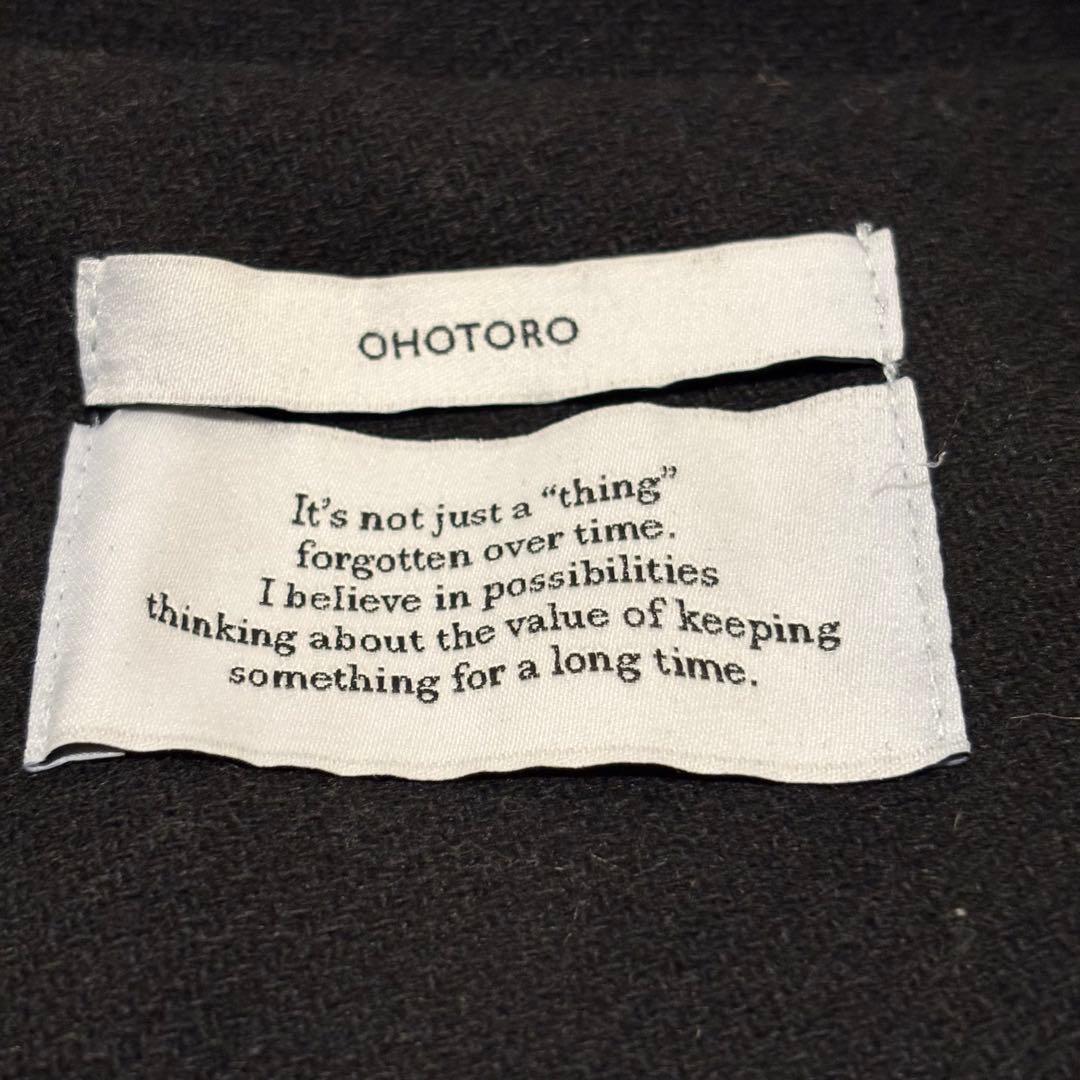 OHOTORO
It's not just a “thing”
forgotten over time.
I believe in possibilities
thinking about the value of keeping
something for a long time.